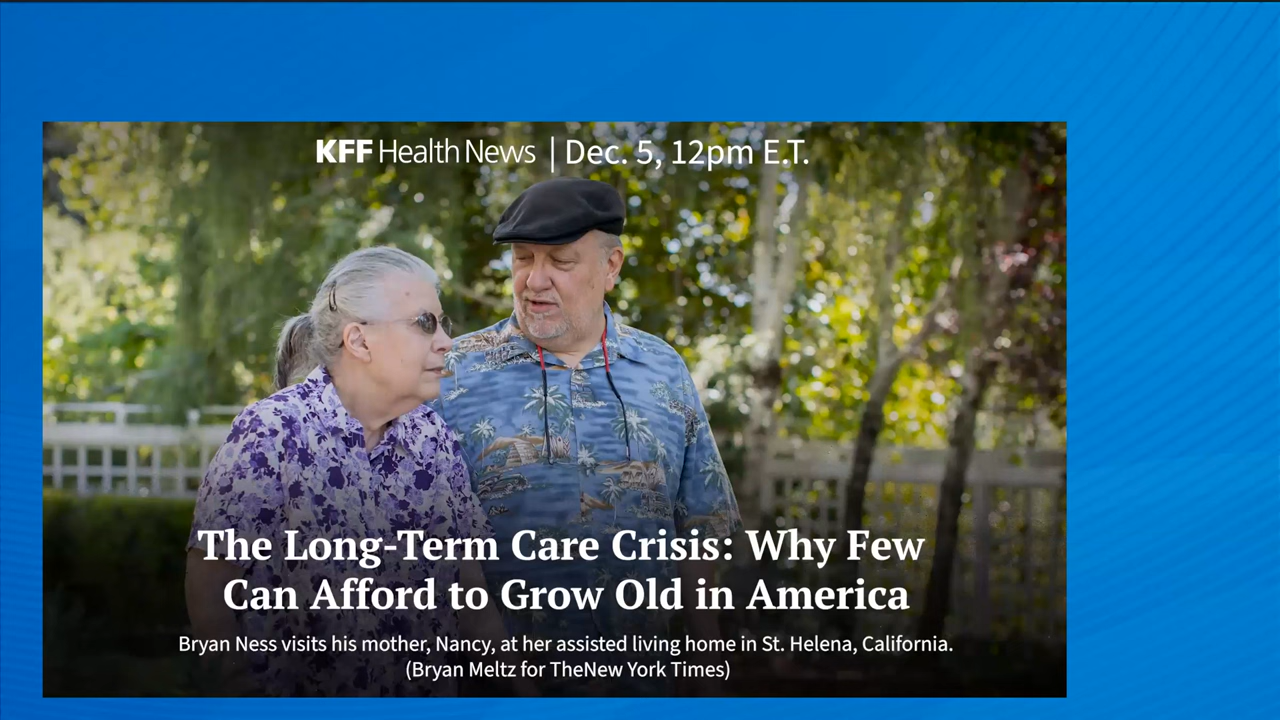 KFF Health News | Dec. 5, 12pm E.T.
The Long-Term Care Crisis: Why Few
Can Afford to Grow Old in America
Bryan Ness visits his mother, Nancy, at her assisted living home in St. Helena, California.
(Bryan Meltz for TheNew York Times)